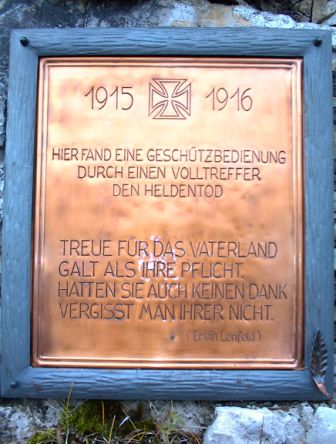 1915 1916
HIER FAND EINE GESCHÜTZBEDIENUNG
DURCH EINEN VOLLTREFFER
DEN HELDENTOD
TREUE FÜR DAS VATERLAND
GALT ALS IHRE PFLICHT.
HATTEN SIE AUCH KEINEN DANK
VERGISST MAN IHRER NICHT.
(Erwin Lenfeld)